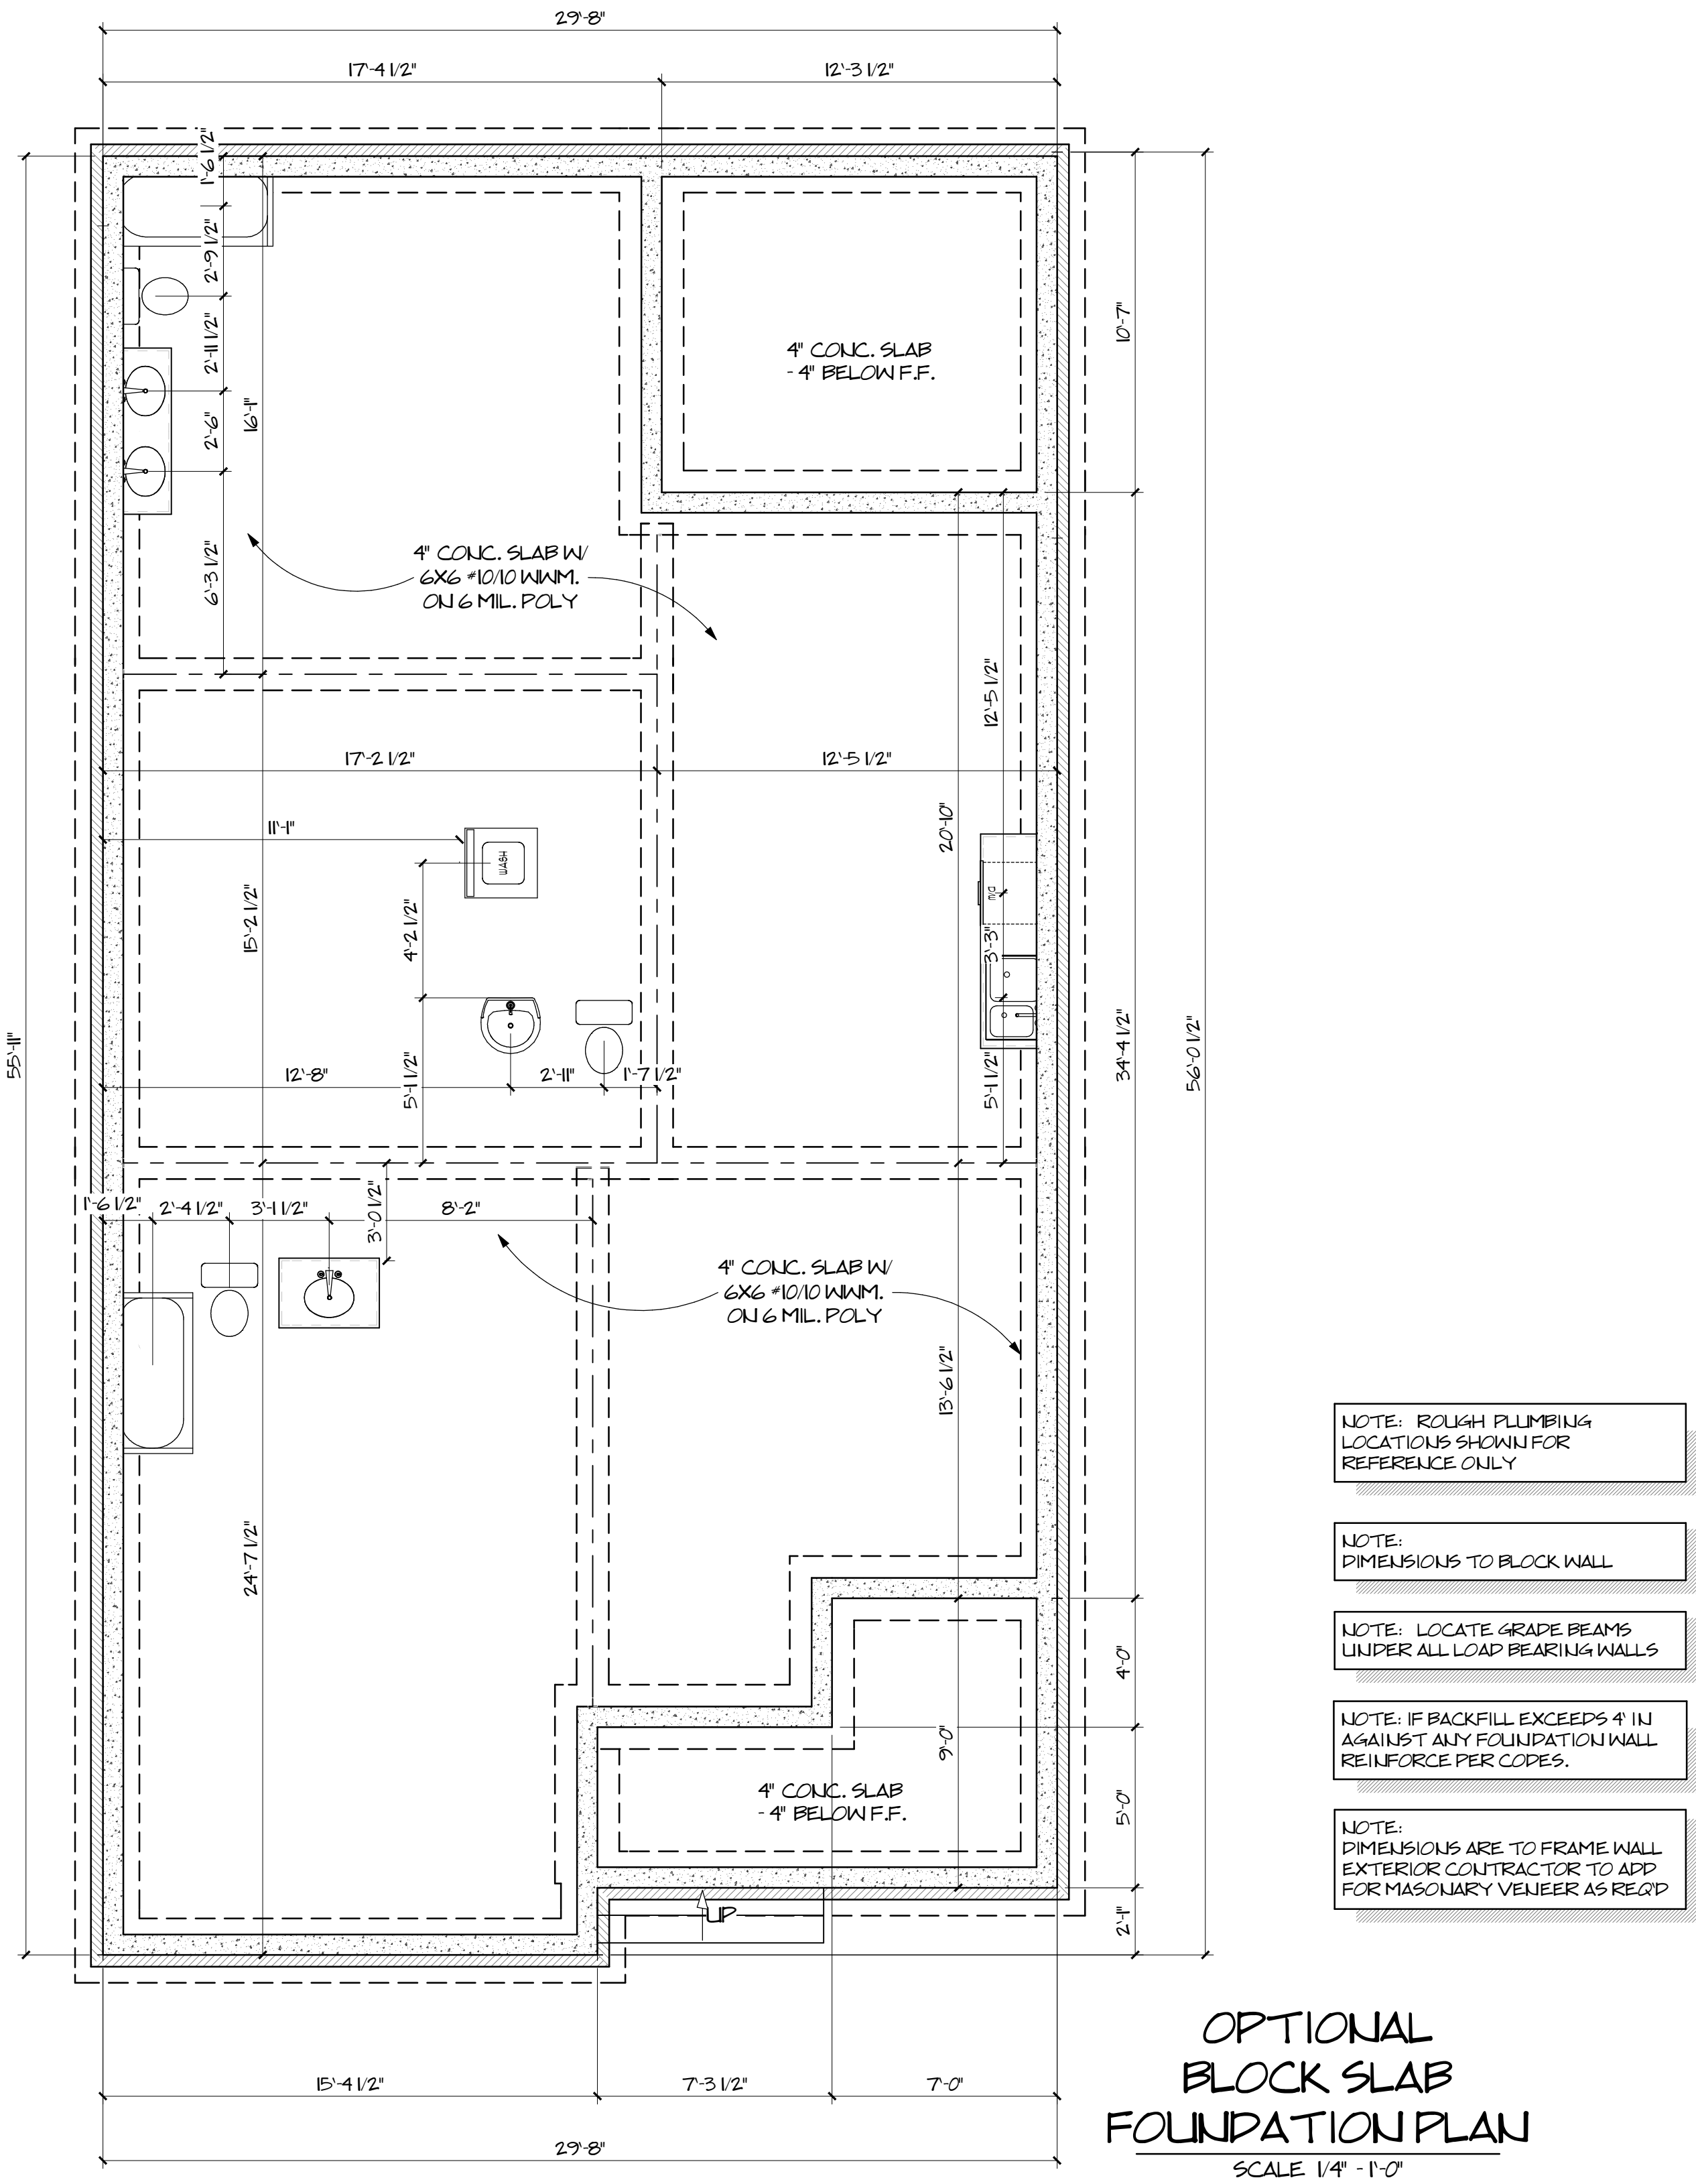 29'-8"
17'-4 1/2"
12'-3 1/2"
1'-6 1/2"
2'-9 1/2"
2'-11 1/2"
2'-6"
16'-1"
6'-3 1/2"
10'-7"
4" CONC. SLAB
- 4" BELOW F.F.
4" CONC. SLAB W/
6X6 #10/10 WWM.
ON 6 MIL. POLY
12'-5 1/2"
17'-2 1/2"
12'-5 1/2"
11'-1"
20'-10"
WASH
D/W
15'-2 1/2"
4'-2 1/2"
3'-3"
55'-11"
34'-4 1/2"
56'-0 1/2"
12'-8"
5'-1 1/2"
2'-11"
1'-7 1/2"
5'-1 1/2"
1'-6 1/2"
2'-4 1/2"
3'-1 1/2"
3'-0 1/2"
8'-2"
4" CONC. SLAB W/
6X6 #10/10 WWM.
ON 6 MIL. POLY
13'-6 1/2"
24'-7 1/2"
4'-0"
9'-0"
5'-0"
4" CONC. SLAB
- 4" BELOW F.F.
UP
2'-1"
15'-4 1/2"
7'-3 1/2"
7'-0"
29'-8"
NOTE: ROUGH PLUMBING
LOCATIONS SHOWN FOR
REFERENCE ONLY
NOTE:
DIMENSIONS TO BLOCK WALL
NOTE: LOCATE GRADE BEAMS
UNDER ALL LOAD BEARING WALLS
NOTE: IF BACKFILL EXCEEDS 4' IN
AGAINST ANY FOUNDATION WALL
REINFORCE PER CODES.
NOTE:
DIMENSIONS ARE TO FRAME WALL
EXTERIOR CONTRACTOR TO ADD
FOR MASONARY VENEER AS REQ'D
OPTIONAL
BLOCK SLAB
FOUNDATION PLAN
SCALE 1/4" - 1'-0"